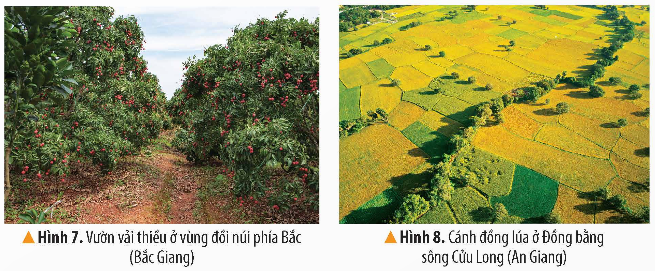 ▲ Hình 7. Vườn vải thiều ở vùng đồi núi phía Bắc
(Bắc Giang)
▲ Hình 8. Cánh đồng lúa ở Đồng bằng
sông Cửu Long (An Giang)